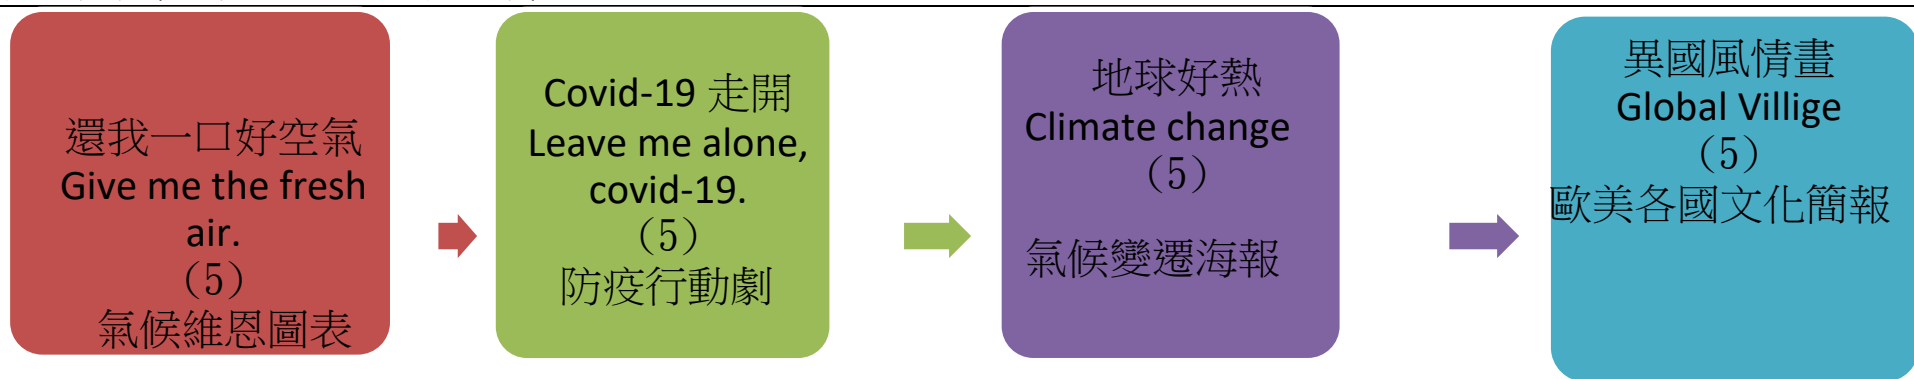 還我一口好空氣
Give me the fresh
air.
（5）
氣候維恩圖表
Covid-19 走開
Leave me alone,
covid-19.
（5）
防疫行動劇
地球好熱
Climate change
（5）
氣候變遷海報
異國風情畫
Global Villige
（5）
歐美各國文化簡報